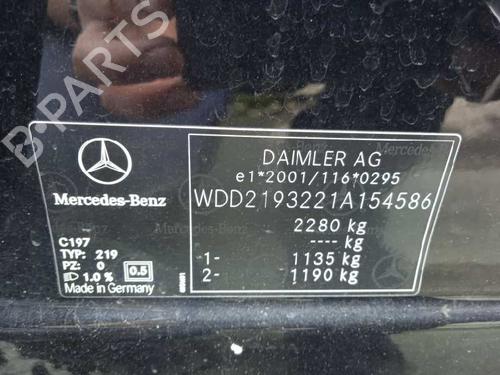 B-PARTS
Mercedes-Benz
C197
TYP: 219
PZ: 0
1.0 % 0.5
Made in Germany
DAIMLER AG
e1*2001/116*0295
WDD2193221A154586
2280 kg
---- kg
1- 1135 kg
2- 1190 kg